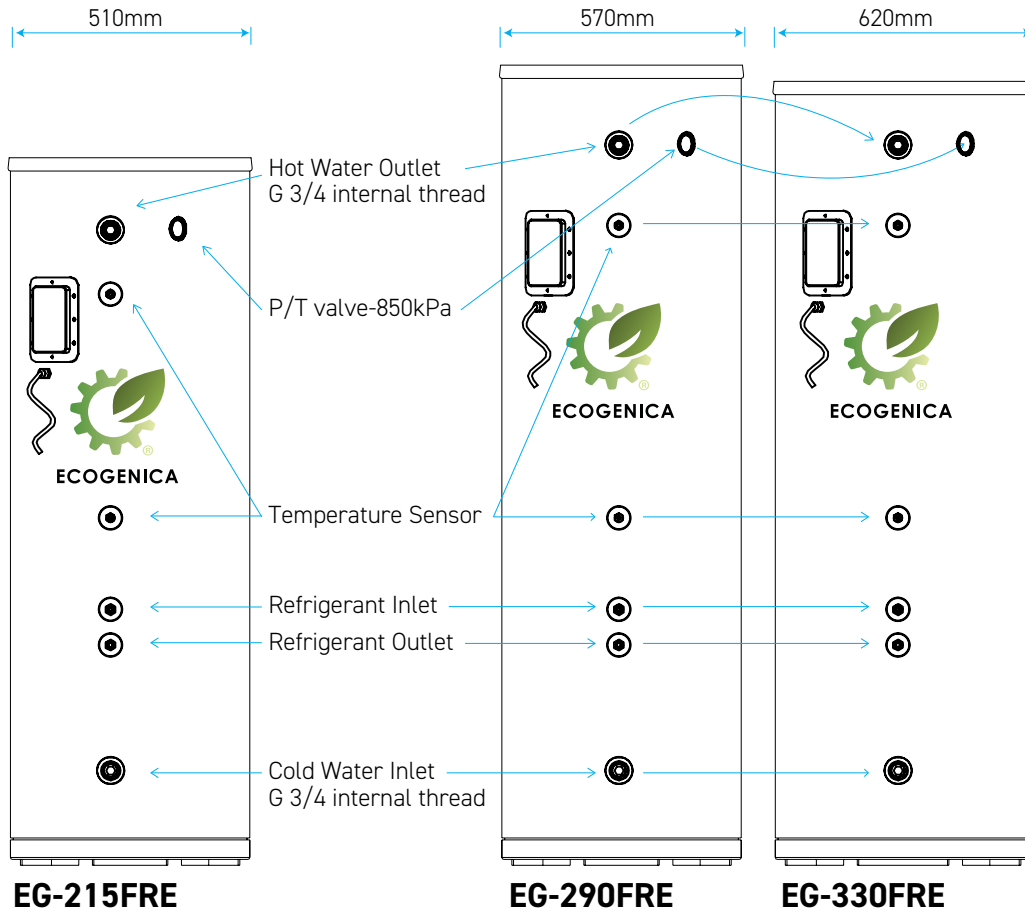 510mm
570mm
620mm
Hot Water Outlet
G 3/4 internal thread
P/T valve-850kPa
®
ECOGENICA
®
ECOGENICA
®
ECOGENICA
Temperature Sensor
Refrigerant Inlet
Refrigerant Outlet
Cold Water Inlet
G 3/4 internal thread
EG-215FRE
EG-290FRE
EG-330FRE